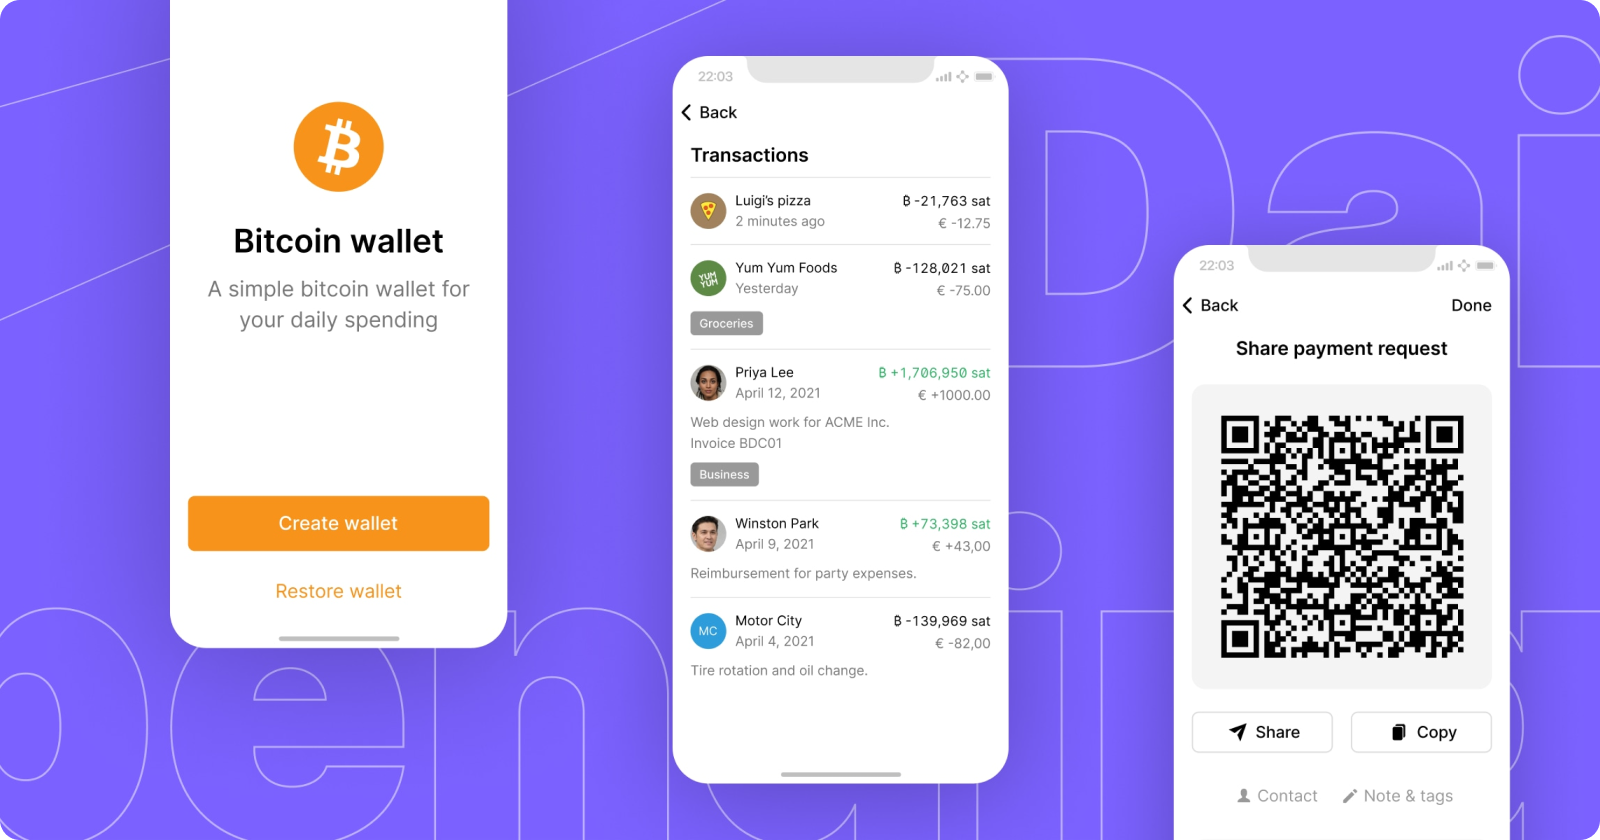 Bitcoin wallet
A simple bitcoin wallet for
your daily spending
Create wallet
Restore wallet
22:03
Back
Transactions
Luigi's pizza ₿ -21,763 sat
2 minutes ago € -12.75
YUM
YUM
Yum Yum Foods ₿ -128,021 sat
Yesterday € -75.00
Groceries
Priya Lee ₿ +1,706,950 sat
April 12, 2021 € +1000.00
Web design work for ACME Inc.
Invoice BDC01
Business
Winston Park ₿ +73,398 sat
April 9, 2021 € +43,00
Reimbursement for party expenses.
MC
Motor City ₿ -139,969 sat
April 4, 2021 € -82,00
Tire rotation and oil change.
22:03
Back Done
Share payment request
Share Copy
Contact Note & tags
Dai
pending